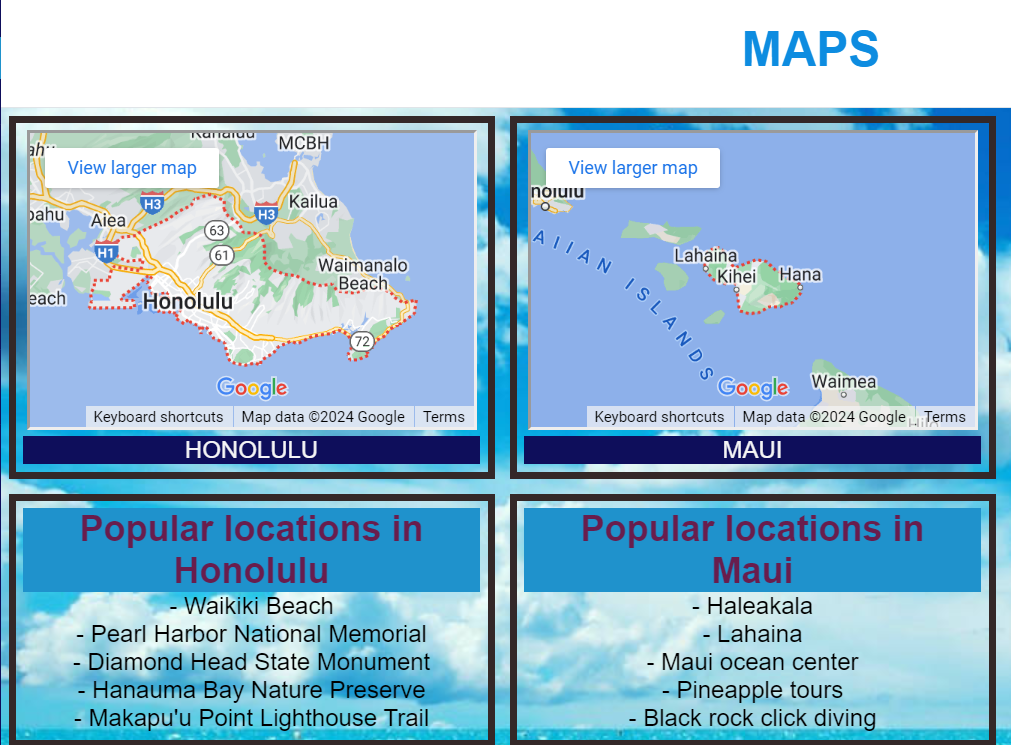 MAPS
Kanaluu
MCBH
View larger map
H3
H3
Kailua
Aiea
63
61
H1
Waimanalo
Beach
each
Honolulu
72
Google
Keyboard shortcuts Map data ©2024 Google Terms
HONOLULU
View larger map
nolulu
AIIAN ISLANDS
Lahaina
Kihei
Hana
Google
Waimea
Keyboard shortcuts Map data ©2024 Google Terms
MAUI
Popular locations in
Honolulu
- Waikiki Beach
- Pearl Harbor National Memorial
- Diamond Head State Monument
- Hanauma Bay Nature Preserve
- Makapu'u Point Lighthouse Trail
Popular locations in
Maui
- Haleakala
- Lahaina
- Maui ocean center
- Pineapple tours
- Black rock click diving